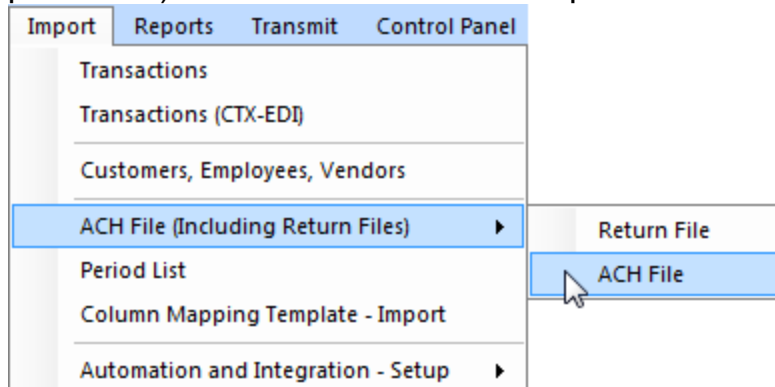 Import Reports Transmit Control Panel
Transactions
Transactions (CTX-EDI)
Customers, Employees, Vendors
ACH File (Including Return Files)
Return File
Period List
ACH File
Column Mapping Template - Import
Automation and Integration - Setup